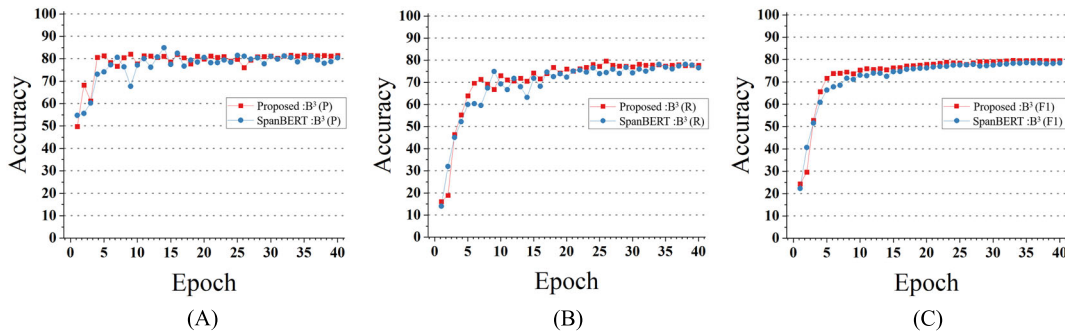 100
90
80
70
60
50
40
30
20
10
0
Accuracy
Proposed :B³ (P)
SpanBERT :B³ (P)
0 5 10 15 20 25 30 35 40
Epoch
(A)
100
90
80
70
60
50
40
30
20
10
0
Accuracy
Proposed :B³ (R)
SpanBERT :B³ (R)
0 5 10 15 20 25 30 35 40
Epoch
(B)
100
90
80
70
60
50
40
30
20
10
0
Accuracy
Proposed :B³ (F1)
SpanBERT :B³ (F1)
0 5 10 15 20 25 30 35 40
Epoch
(C)